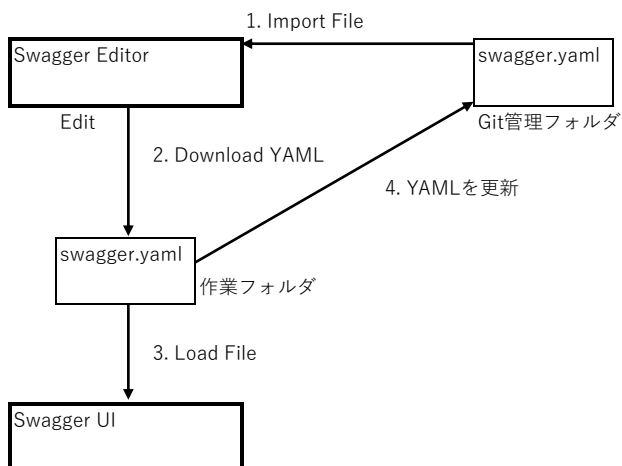 1. Import File
Swagger Editor
swagger.yaml
Edit
Git管理フォルダ
2. Download YAML
4. YAMLを更新
swagger.yaml
作業フォルダ
3. Load File
Swagger UI